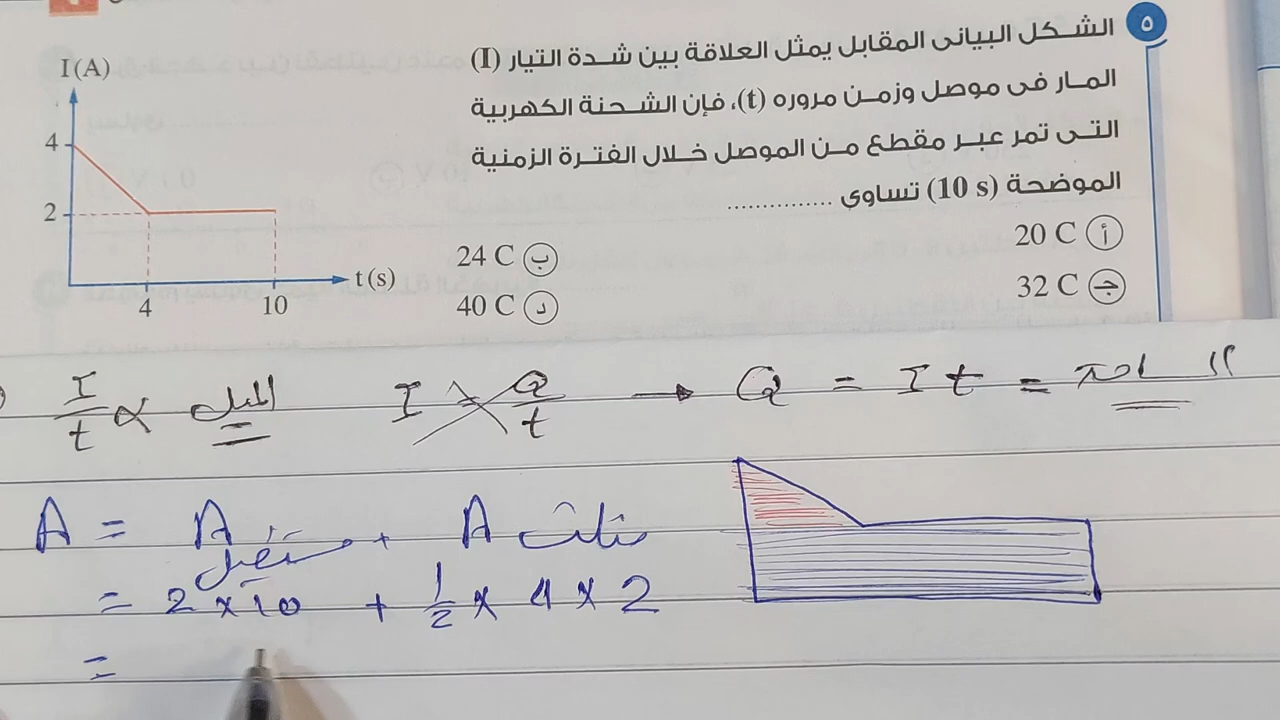 ٥ الشكل البيانى المقابل يمثل العلاقة بين شدة التيار (I)
المار فى موصل وزمن مروره (t)، فإن الشحنة الكهربية
التى تمر عبر مقطع من الموصل خلال الفترة الزمنية
الموضحة (10 s) تساوى ...............
أ 20 C
ب 24 C
ج 32 C
د 40 C
I (A)
4
2
4
10
t (s)
I/t ∝ الميل
I = Q/t → Q = I t =
A = A مستطيل + A مثلث
= 2 × 10 + 1/2 × 4 × 2
=